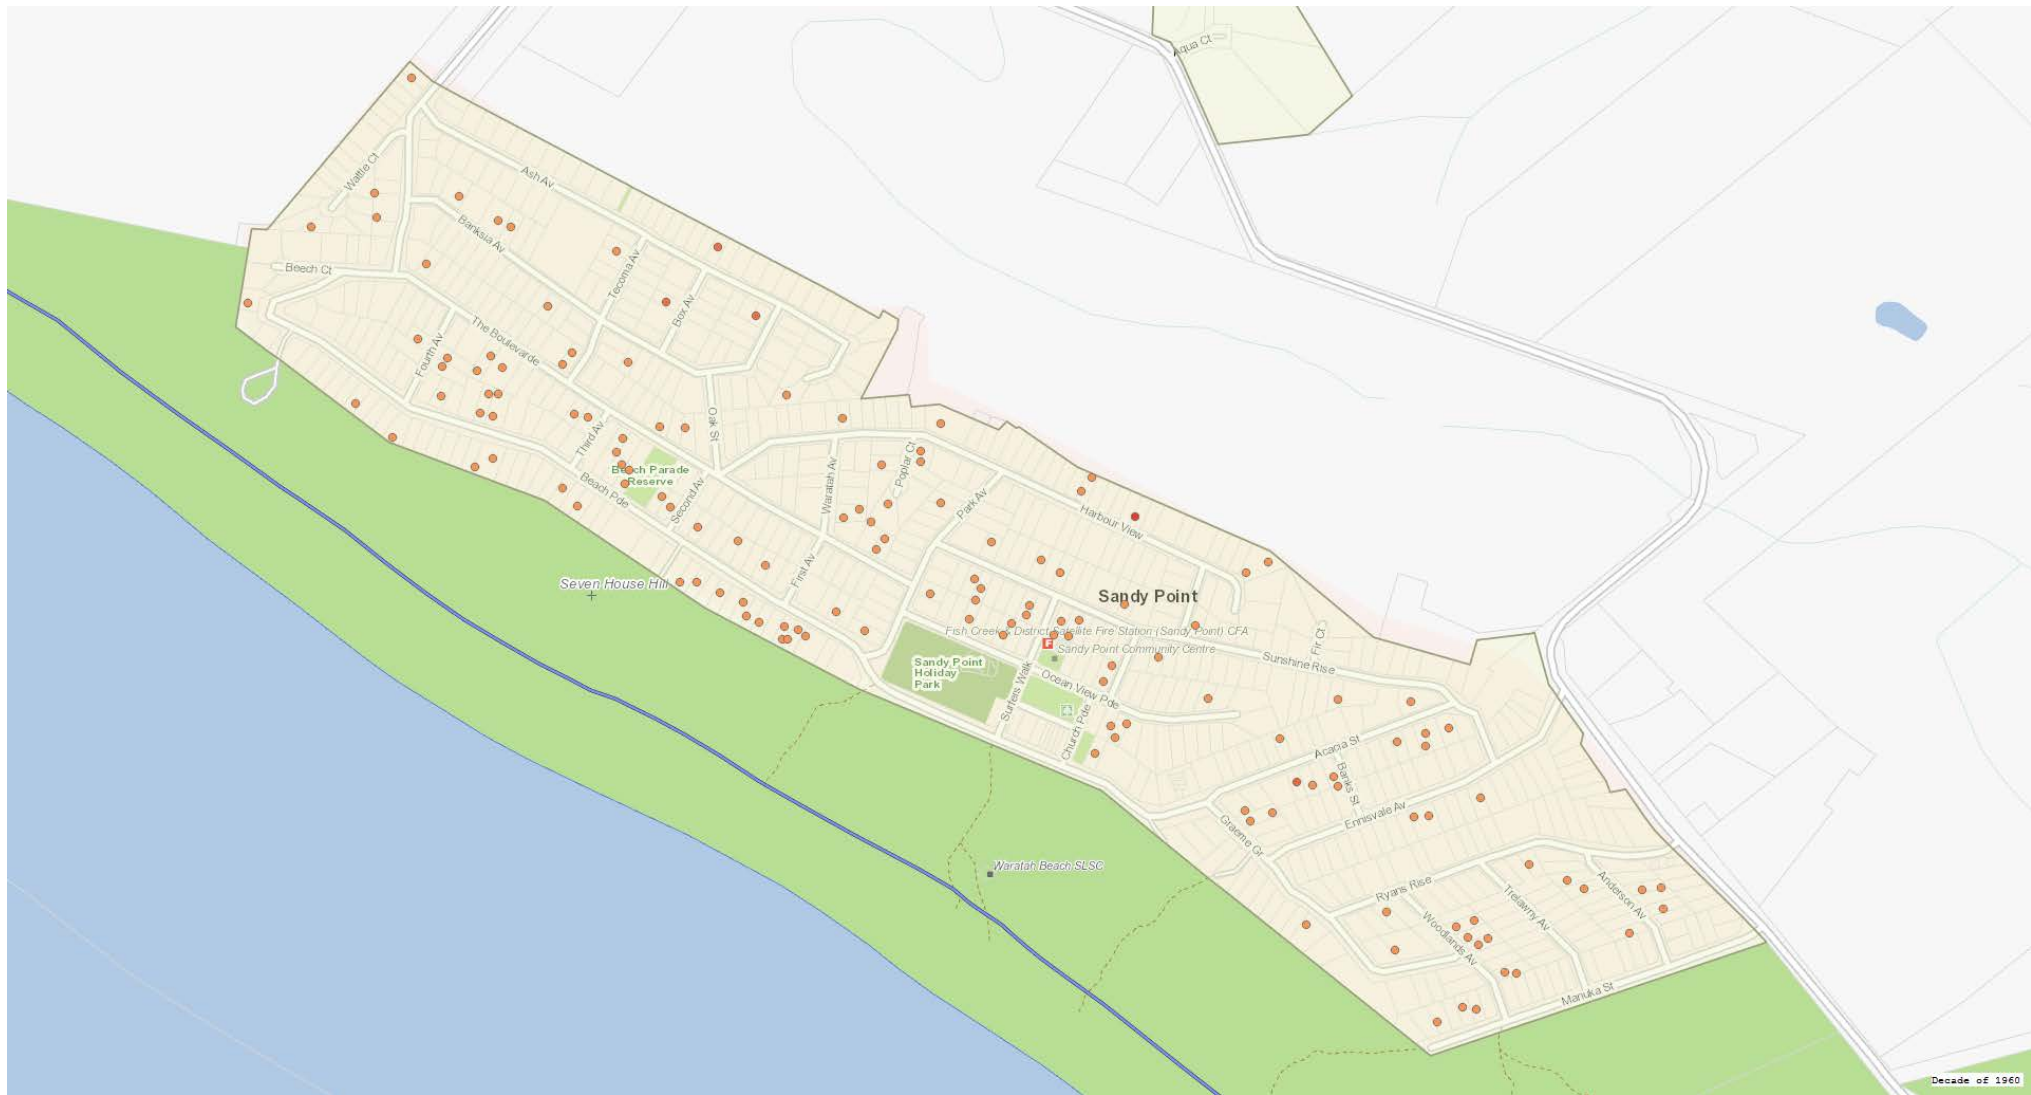 Aqua Ct
Wattle Ct
Ash Av
Banksia Av
Beech Ct
Tecoma Av
Box Av
The Boulevarde
Fourth Av
Oak St
Third Av
Beach Parade
Reserve
Beach Pde
Second Av
Waratah Av
Poplar Ct
Park Av
Harbour View
First Av
Seven House Hill
Sandy Point
Fish Creek & District Satellite Fire Station (Sandy Point) CFA
F
Sandy Point Community Centre
Fir Ct
Sunshine Rise
Sandy Point
Holiday
Park
Surfers Walk
Ocean View Pde
Church Pde
Acacia St
Banks St
Ennisvale Av
Graeme Gr
Waratah Beach SLSC
Ryans Rise
Anderson Av
Trelawny Av
Woodlands Av
Manuka St
Decade of 1960